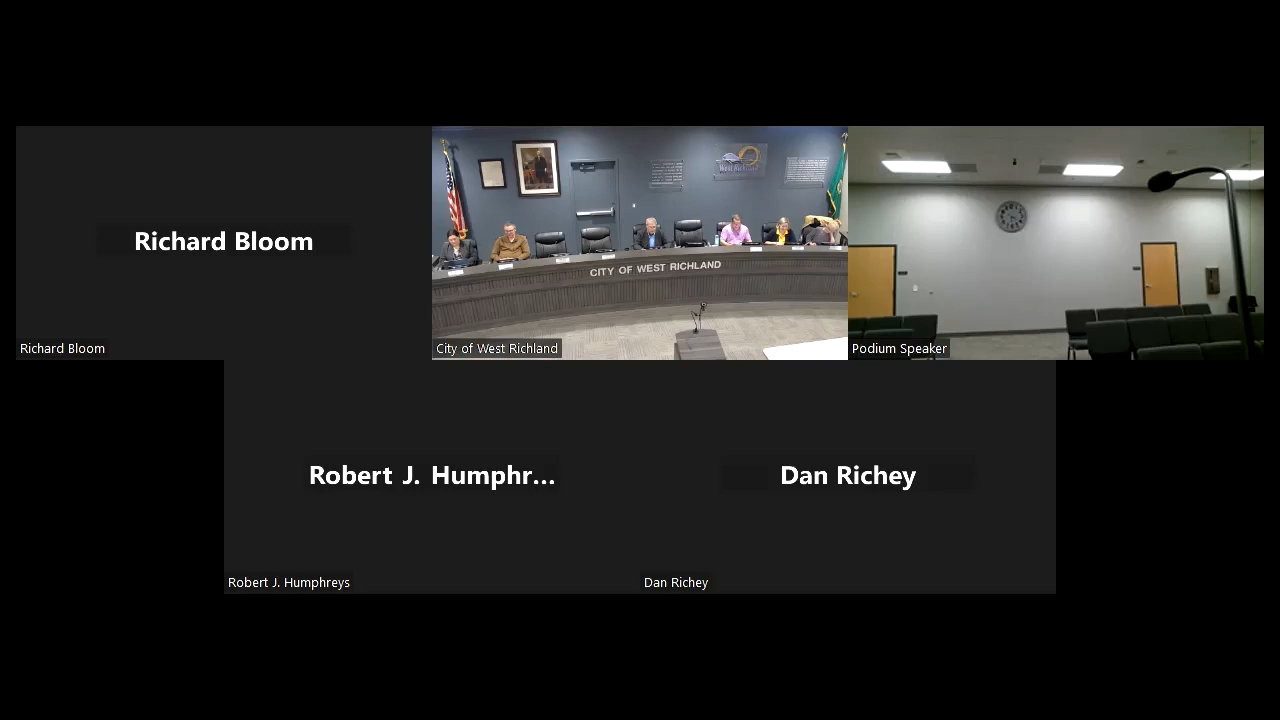 Richard Bloom
Richard Bloom
CITY OF WEST RICHLAND
City of West Richland
Podium Speaker
Robert J. Humphr...
Robert J. Humphreys
Dan Richey
Dan Richey